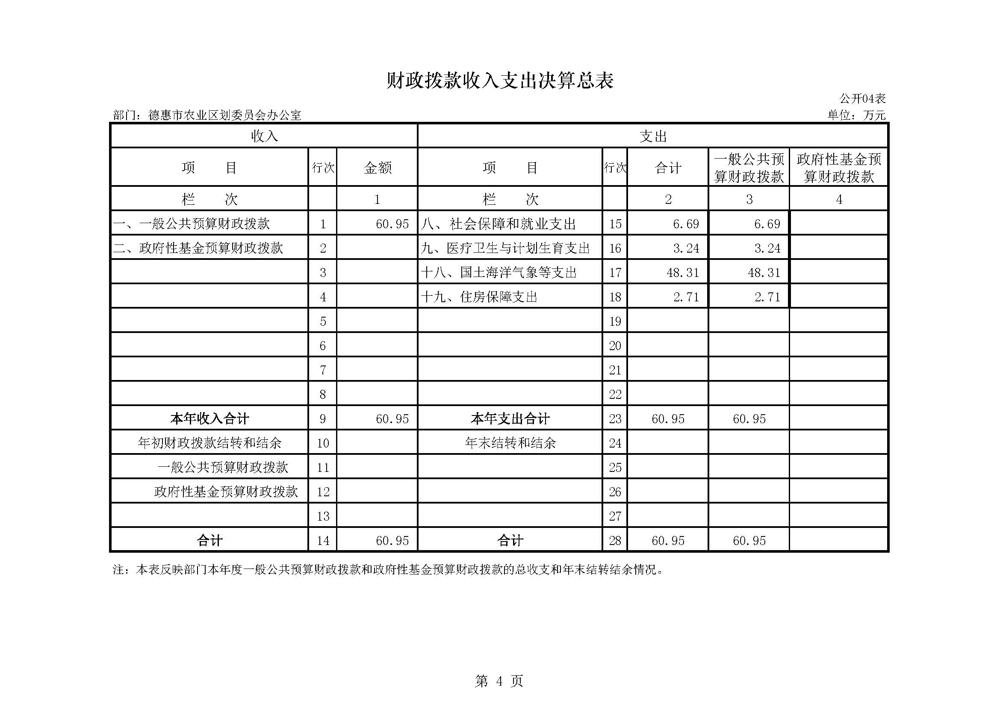 财政拨款收入支出决算总表
公开04表
部门：德惠市农业区划委员会办公室 单位：万元
收入 支出
项 目 行次 金额 项 目 行次 合计 一般公共预算财政拨款 政府性基金预算财政拨款
栏 次 1 栏 次 2 3 4
一、一般公共预算财政拨款 1 60.95 八、社会保障和就业支出 15 6.69 6.69
二、政府性基金预算财政拨款 2 九、医疗卫生与计划生育支出 16 3.24 3.24
3 十八、国土海洋气象等支出 17 48.31 48.31
4 十九、住房保障支出 18 2.71 2.71
5 19
6 20
7 21
8 22
本年收入合计 9 60.95 本年支出合计 23 60.95 60.95
年初财政拨款结转和结余 10 年末结转和结余 24
一般公共预算财政拨款 11 25
政府性基金预算财政拨款 12 26
13 27
合计 14 60.95 合计 28 60.95 60.95
注：本表反映部门本年度一般公共预算财政拨款和政府性基金预算财政拨款的总收支和年末结转结余情况。
第 4 页